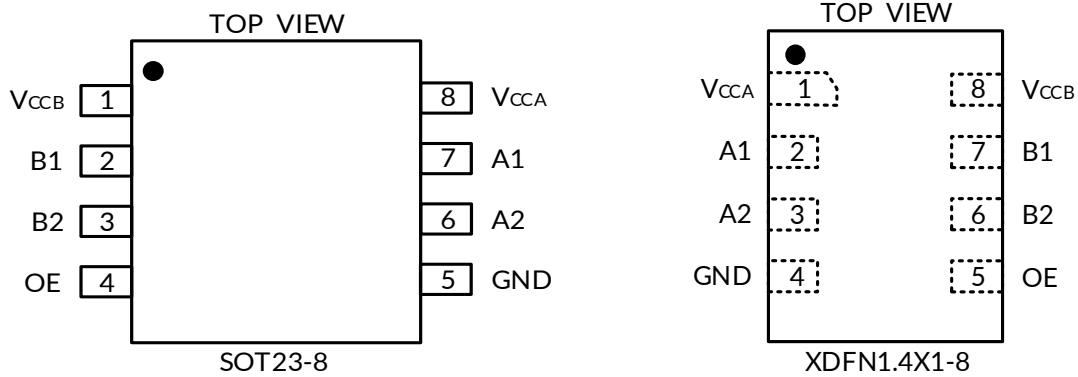 TOP VIEW
VCCB 1 8 VCCA
B1 2 7 A1
B2 3 6 A2
OE 4 5 GND
SOT23-8
TOP VIEW
VCCA 1 8 VCCB
A1 2 7 B1
A2 3 6 B2
GND 4 5 OE
XDFN1.4X1-8